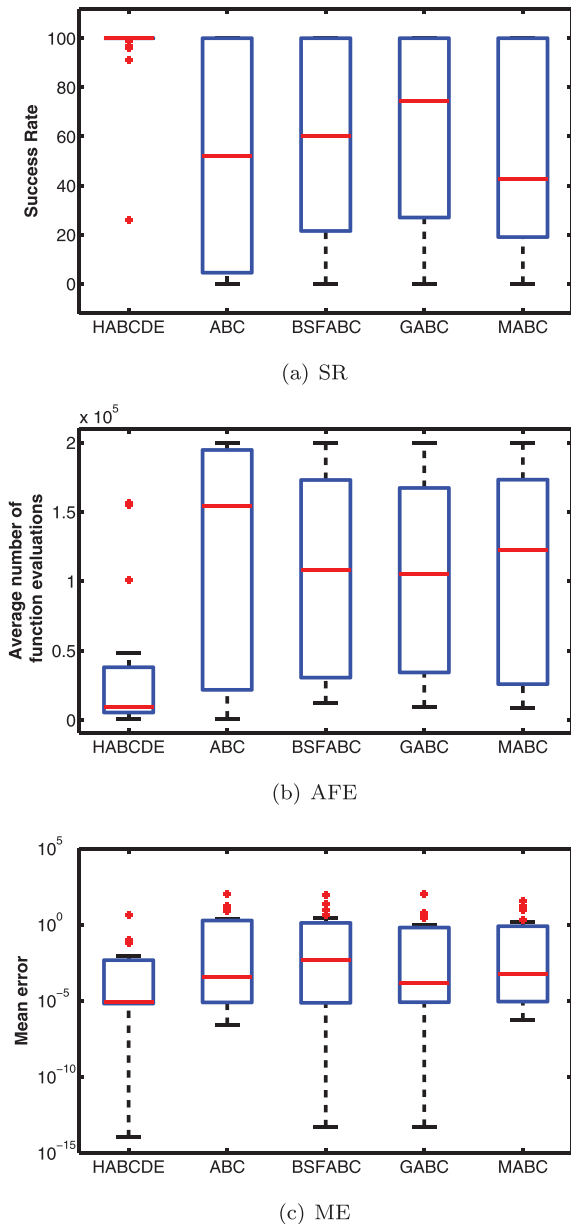 100
80
60
40
20
0
Success Rate
HABCDE ABC BSFABC GABC MABC
(a) SR
x 10^5
2
1.5
1
0.5
0
Average number of
function evaluations
HABCDE ABC BSFABC GABC MABC
(b) AFE
10^5
10^0
10^−5
10^−10
10^−15
Mean error
HABCDE ABC BSFABC GABC MABC
(c) ME